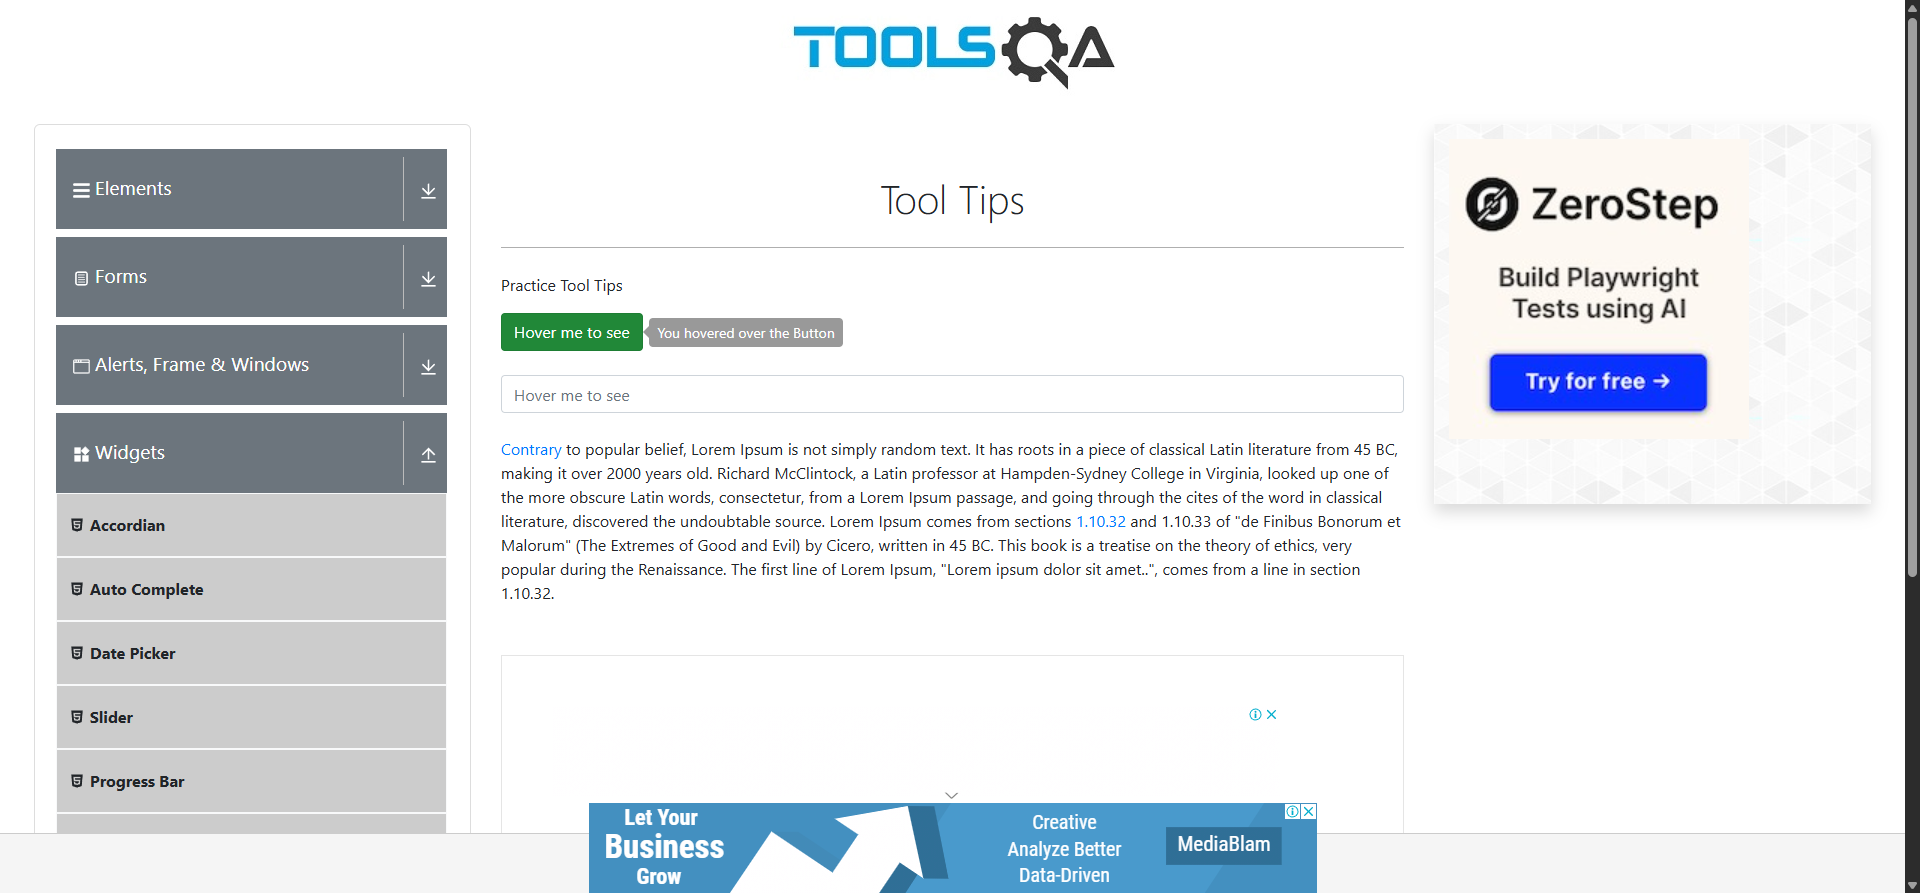 TOOLSQA
Elements
Forms
Alerts, Frame & Windows
Widgets
Accordian
Auto Complete
Date Picker
Slider
Progress Bar
Tool Tips
Practice Tool Tips
Hover me to see
You hovered over the Button
Hover me to see
Contrary to popular belief, Lorem Ipsum is not simply random text. It has roots in a piece of classical Latin literature from 45 BC,
making it over 2000 years old. Richard McClintock, a Latin professor at Hampden-Sydney College in Virginia, looked up one of
the more obscure Latin words, consectetur, from a Lorem Ipsum passage, and going through the cites of the word in classical
literature, discovered the undoubtable source. Lorem Ipsum comes from sections 1.10.32 and 1.10.33 of "de Finibus Bonorum et
Malorum" (The Extremes of Good and Evil) by Cicero, written in 45 BC. This book is a treatise on the theory of ethics, very
popular during the Renaissance. The first line of Lorem Ipsum, "Lorem ipsum dolor sit amet..", comes from a line in section
1.10.32.
ZeroStep
Build Playwright
Tests using AI
Try for free →
Let Your
Business
Grow
Creative
Analyze Better
Data-Driven
MediaBlam